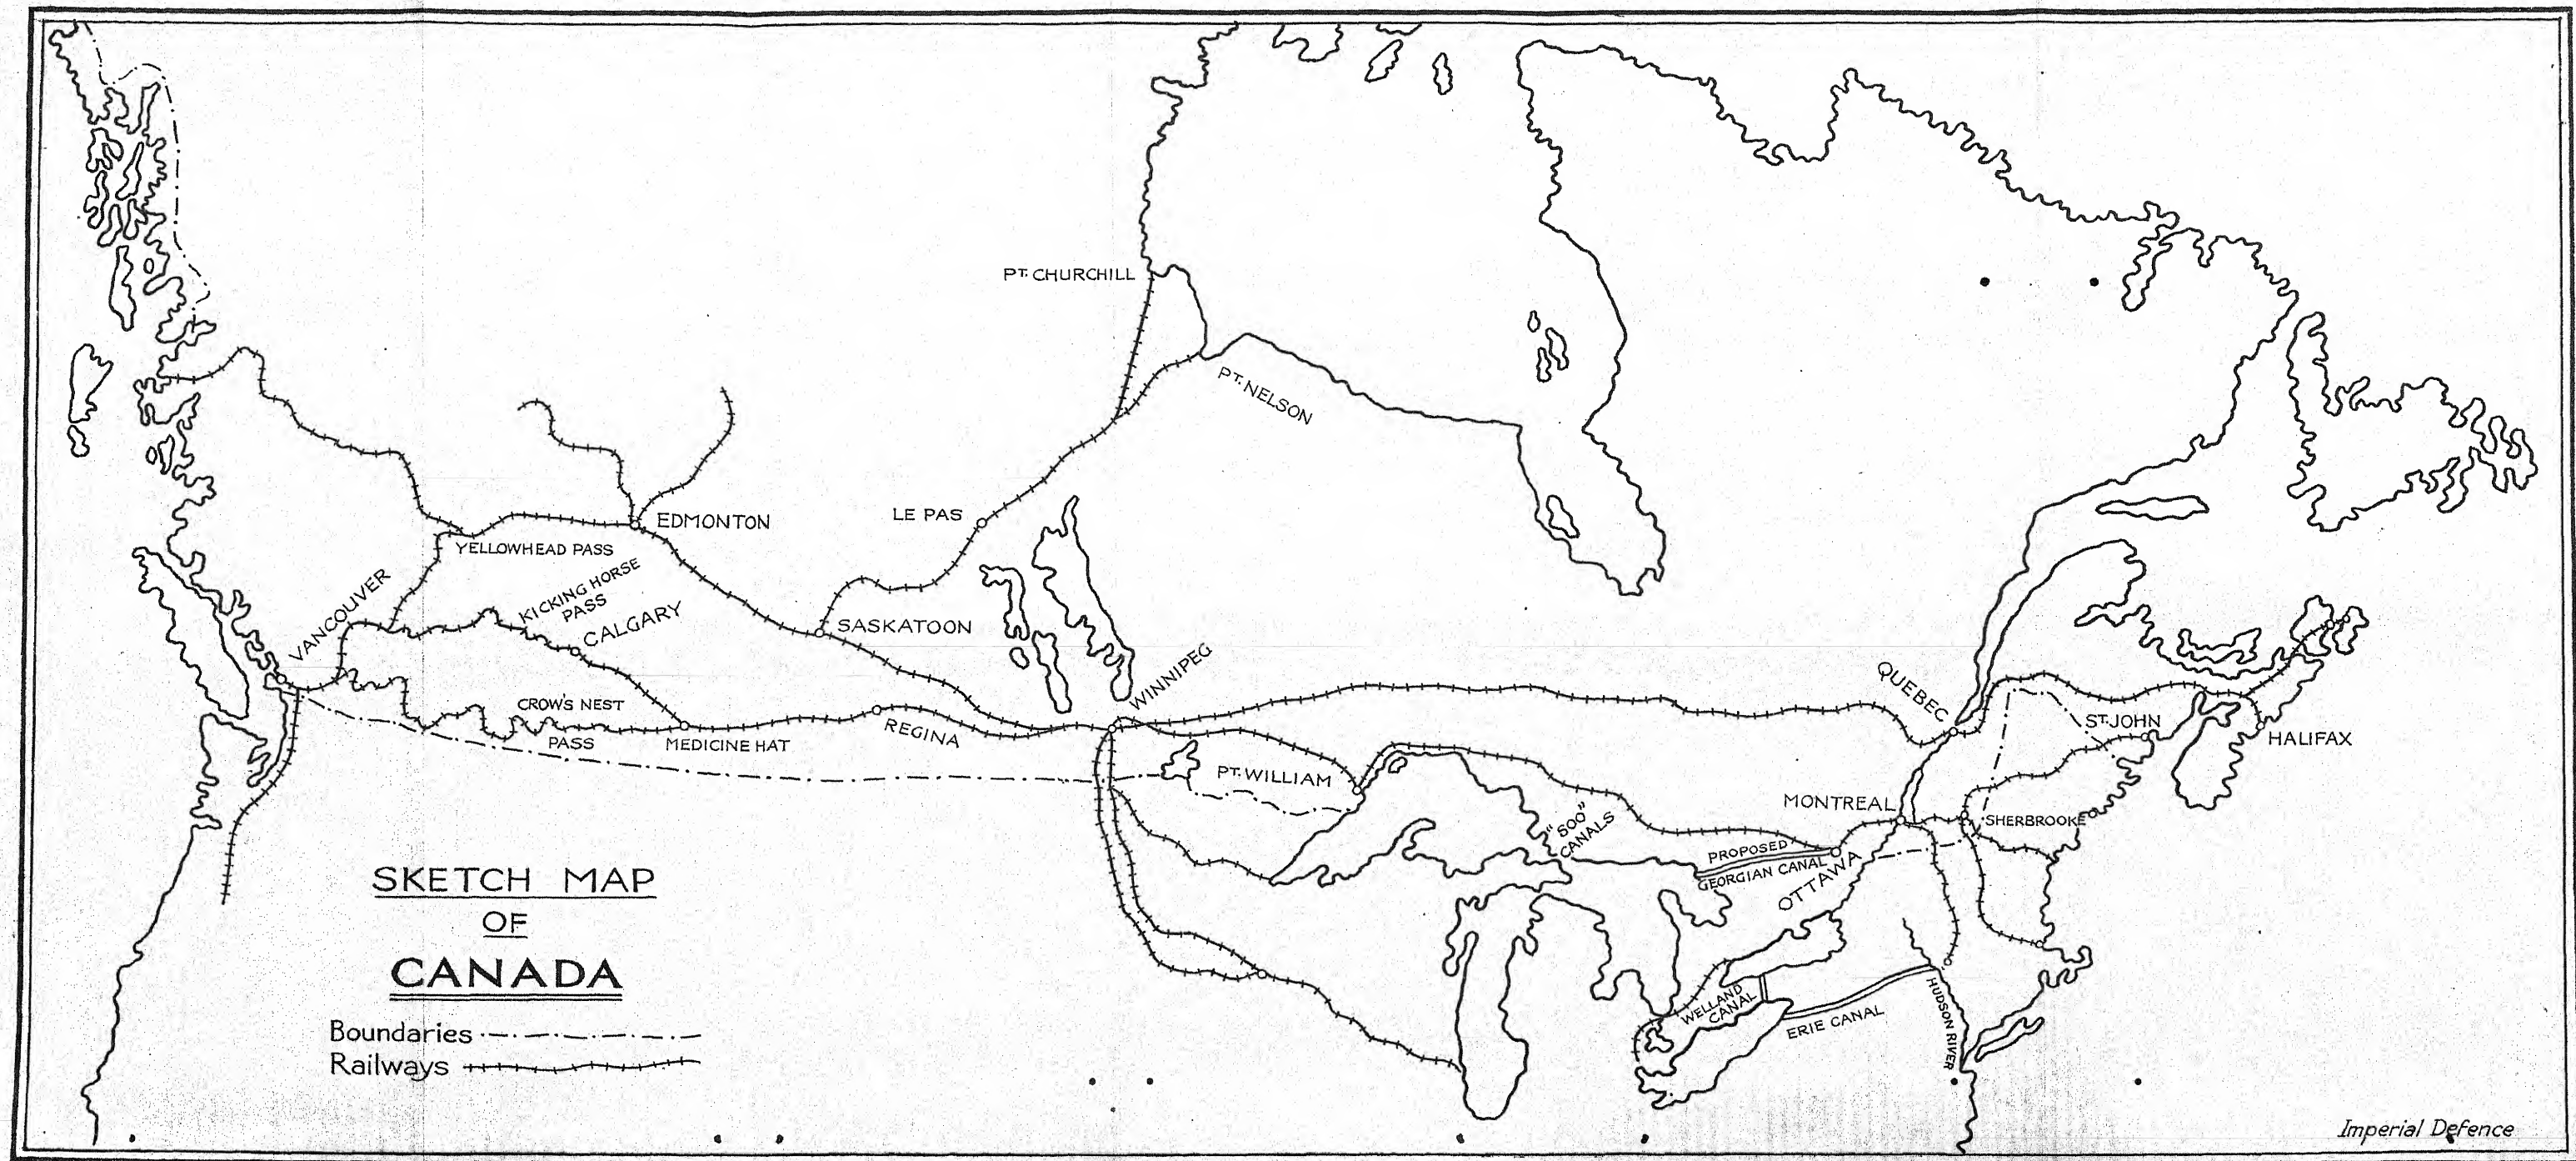 PT. CHURCHILL
PT. NELSON
EDMONTON
LE PAS
YELLOWHEAD PASS
KICKING HORSE
PASS
VANCOUVER
CALGARY
SASKATOON
WINNIPEG
QUEBEC
CROW'S NEST
PASS
MEDICINE HAT
REGINA
ST. JOHN
HALIFAX
PT. WILLIAM
MONTREAL
SHERBROOKE
"SOO"
CANALS
PROPOSED
GEORGIAN CANAL
OTTAWA
WELLAND
CANAL
ERIE CANAL
HUDSON RIVER
SKETCH MAP
OF
CANADA
Boundaries
Railways
Imperial Defence